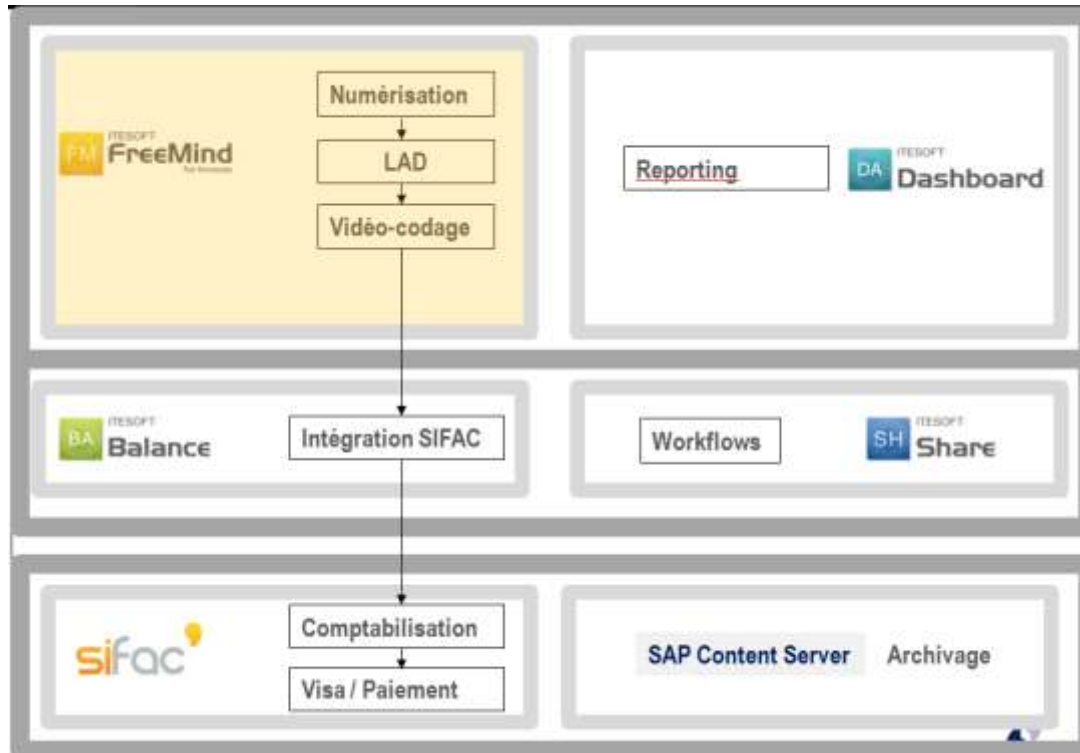 Numérisation
ITESOFT
FM FreeMind
LAD
Vidéo-codage
Reporting
ITESOFT
DA Dashboard
ITESOFT
BA Balance
Intégration SIFAC
Workflows
ITESOFT
SH Share
sifac
Comptabilisation
Visa / Paiement
SAP Content Server
Archivage